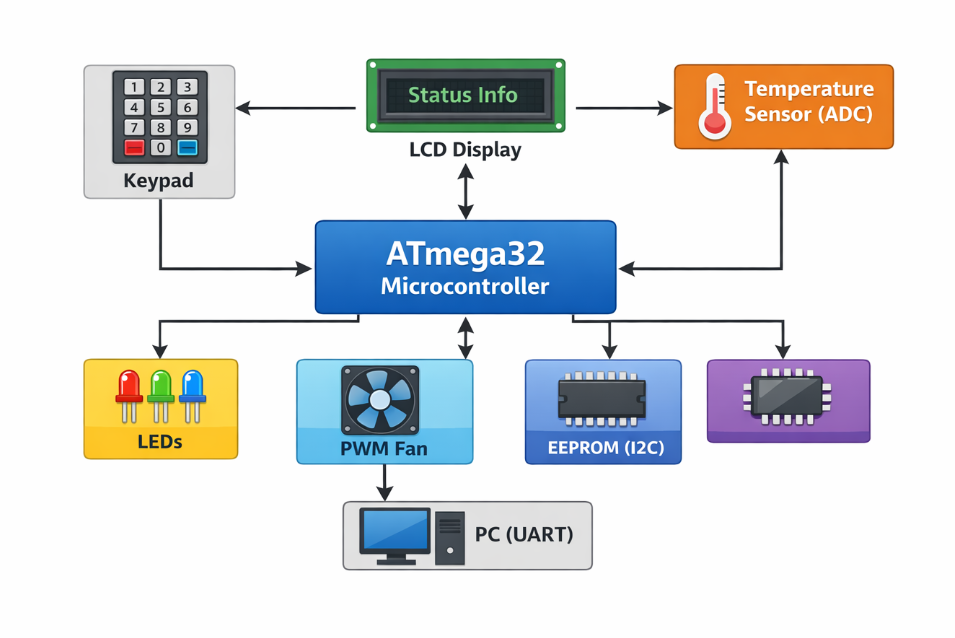 1 2 3
4 5 6
7 8 9
0
Keypad
Status Info
LCD Display
Temperature
Sensor (ADC)
ATmega32
Microcontroller
LEDs
PWM Fan
EEPROM (I2C)
PC (UART)